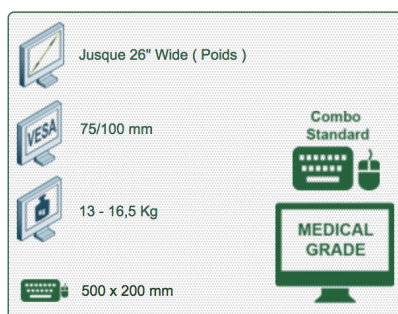 Jusque 26" Wide ( Poids )
VESA
75/100 mm
Combo
Standard
KG
13 - 16,5 Kg
MEDICAL
GRADE
500 x 200 mm